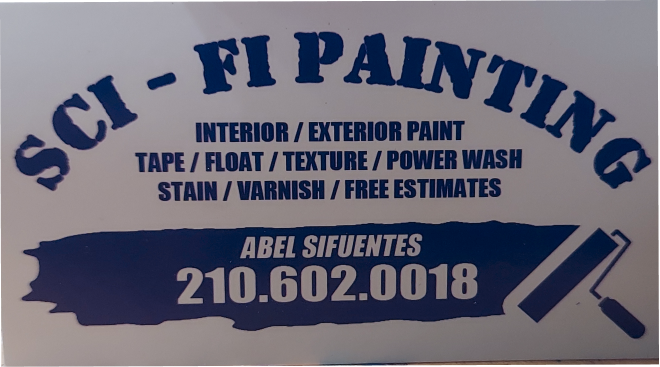 SCI - FI PAINTING
INTERIOR / EXTERIOR PAINT
TAPE / FLOAT / TEXTURE / POWER WASH
STAIN / VARNISH / FREE ESTIMATES
ABEL SIFUENTES
210.602.0018